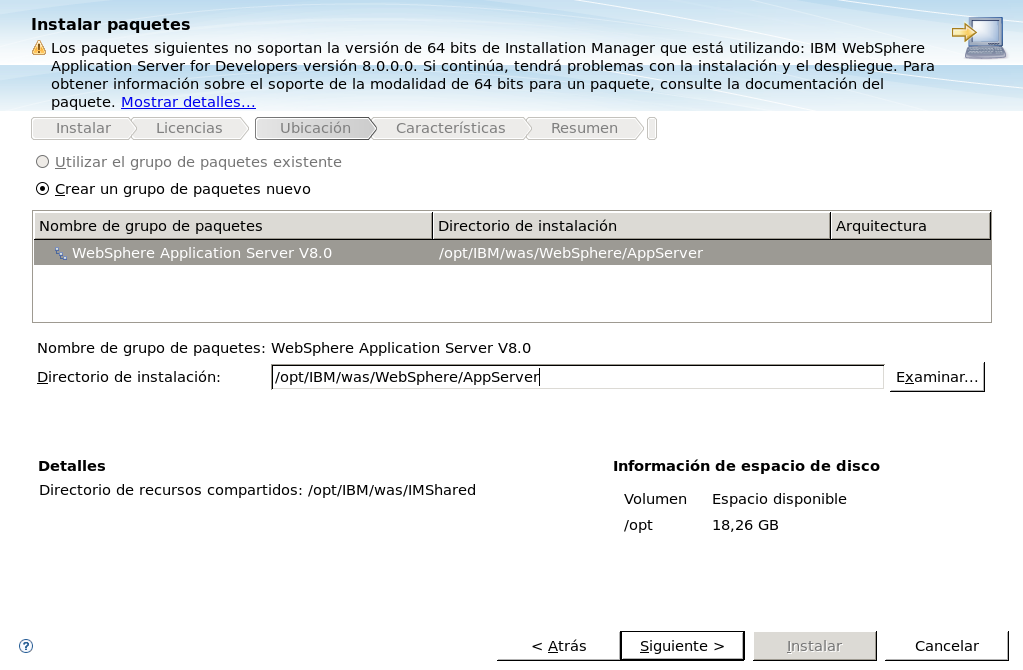 Instalar paquetes
Los paquetes siguientes no soportan la versión de 64 bits de Installation Manager que está utilizando: IBM WebSphere
Application Server for Developers versión 8.0.0.0. Si continúa, tendrá problemas con la instalación y el despliegue. Para
obtener información sobre el soporte de la modalidad de 64 bits para un paquete, consulte la documentación del
paquete. Mostrar detalles...
Instalar Licencias Ubicación Características Resumen
Utilizar el grupo de paquetes existente
Crear un grupo de paquetes nuevo
Nombre de grupo de paquetes Directorio de instalación Arquitectura
WebSphere Application Server V8.0 /opt/IBM/was/WebSphere/AppServer
Nombre de grupo de paquetes: WebSphere Application Server V8.0
Directorio de instalación: /opt/IBM/was/WebSphere/AppServer Examinar...
Detalles Información de espacio de disco
Directorio de recursos compartidos: /opt/IBM/was/IMShared
Volumen Espacio disponible
/opt 18,26 GB
? < Atrás Siguiente > Instalar Cancelar